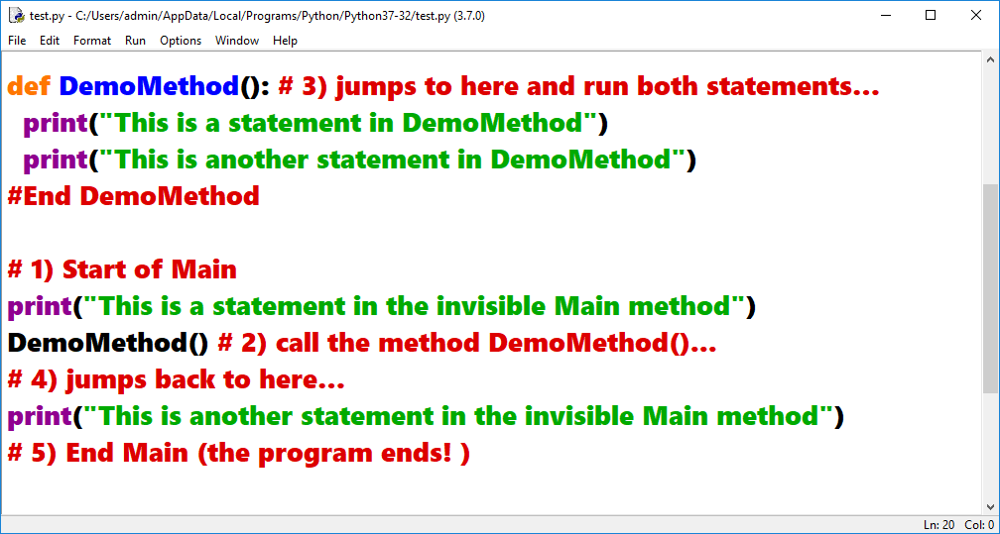 test.py - C:/Users/admin/AppData/Local/Programs/Python/Python37-32/test.py (3.7.0)
File Edit Format Run Options Window Help
def DemoMethod(): # 3) jumps to here and run both statements...
  print("This is a statement in DemoMethod")
  print("This is another statement in DemoMethod")
#End DemoMethod

# 1) Start of Main
print("This is a statement in the invisible Main method")
DemoMethod() # 2) call the method DemoMethod()...
# 4) jumps back to here...
print("This is another statement in the invisible Main method")
# 5) End Main (the program ends! )
Ln: 20 Col: 0